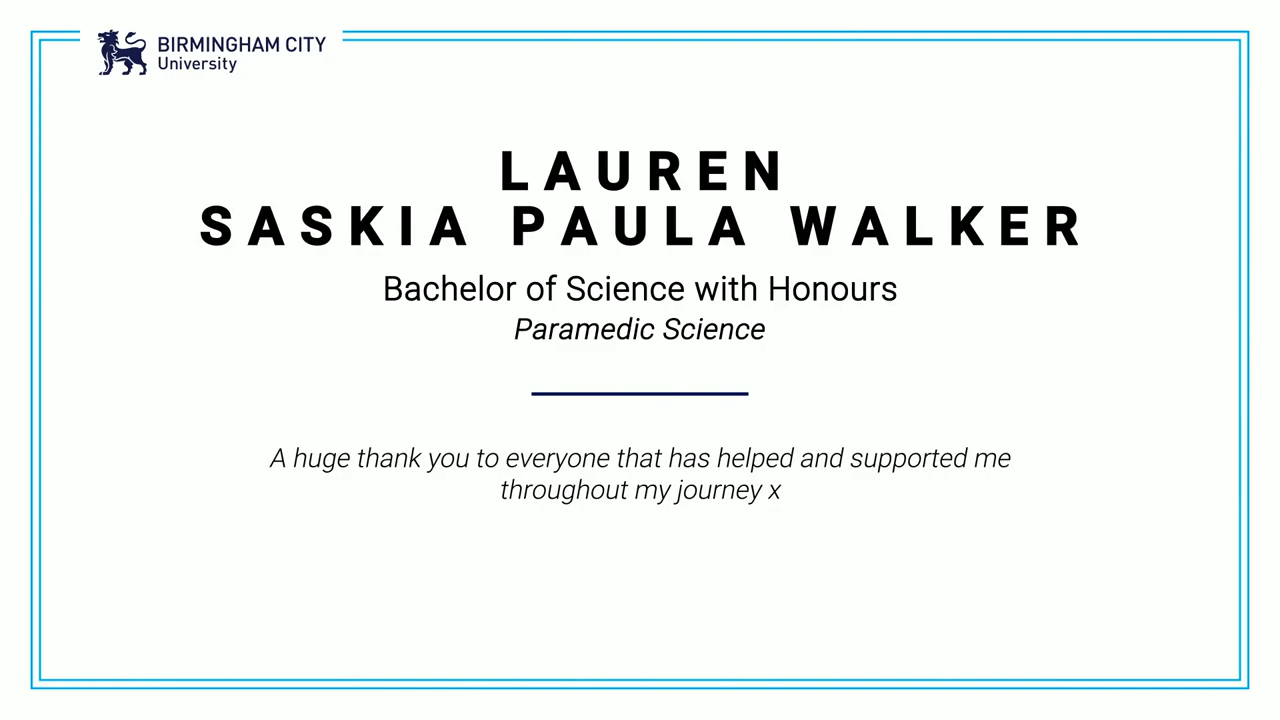 BIRMINGHAM CITY
University
LAUREN
SASKIA PAULA WALKER
Bachelor of Science with Honours
Paramedic Science
A huge thank you to everyone that has helped and supported me
throughout my journey x